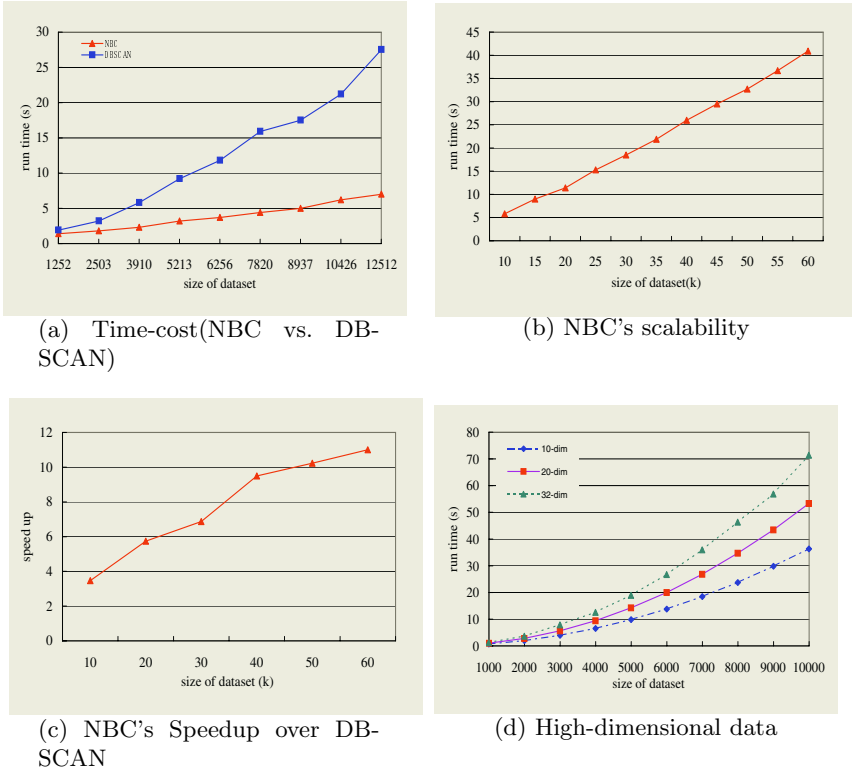 30
25
20
15
10
5
0
run time (s)
NBC
DBSCAN
1252 2503 3910 5213 6256 7820 8937 10426 12512
size of dataset
(a) Time-cost(NBC vs. DB-
SCAN)
45
40
35
30
25
20
15
10
5
0
run time (s)
10 15 20 25 30 35 40 45 50 55 60
size of dataset(k)
(b) NBC's scalability
12
10
8
6
4
2
0
speed up
10 20 30 40 50 60
size of dataset (k)
(c) NBC's Speedup over DB-
SCAN
80
70
60
50
40
30
20
10
0
run time (s)
10-dim
20-dim
32-dim
1000 2000 3000 4000 5000 6000 7000 8000 9000 10000
size of dataset
(d) High-dimensional data